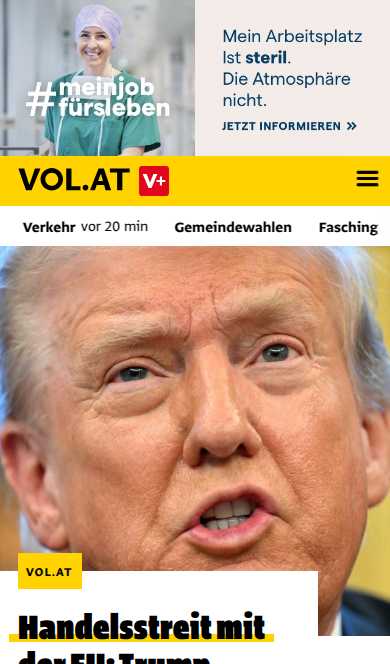 #meinjob
fürsleben
Mein Arbeitsplatz
Ist steril.
Die Atmosphäre
nicht.
JETZT INFORMIEREN »
VOL.AT V+
Verkehr vor 20 min Gemeindewahlen Fasching
VOL.AT
Handelsstreit mit
der EU: Trump